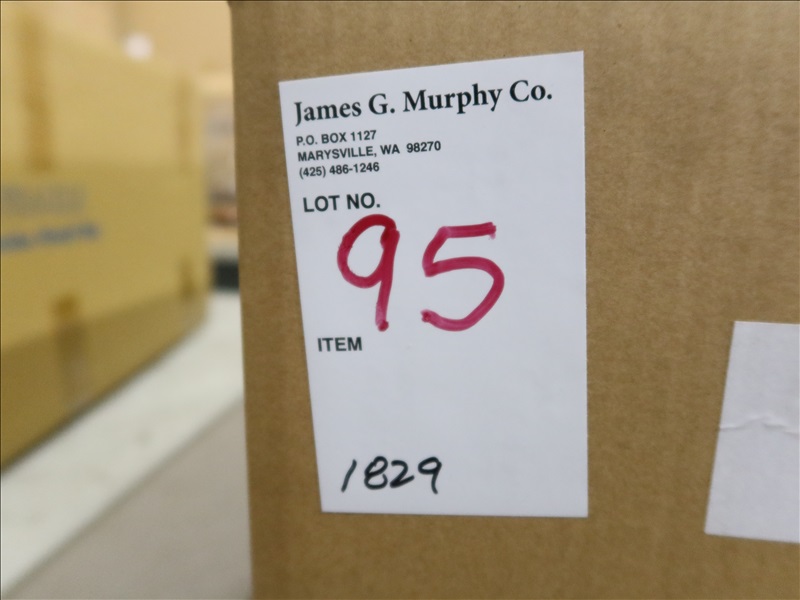 James G. Murphy Co.
P.O. BOX 1127
MARYSVILLE, WA 98270
(425) 486-1246
LOT NO.
95
ITEM
1829